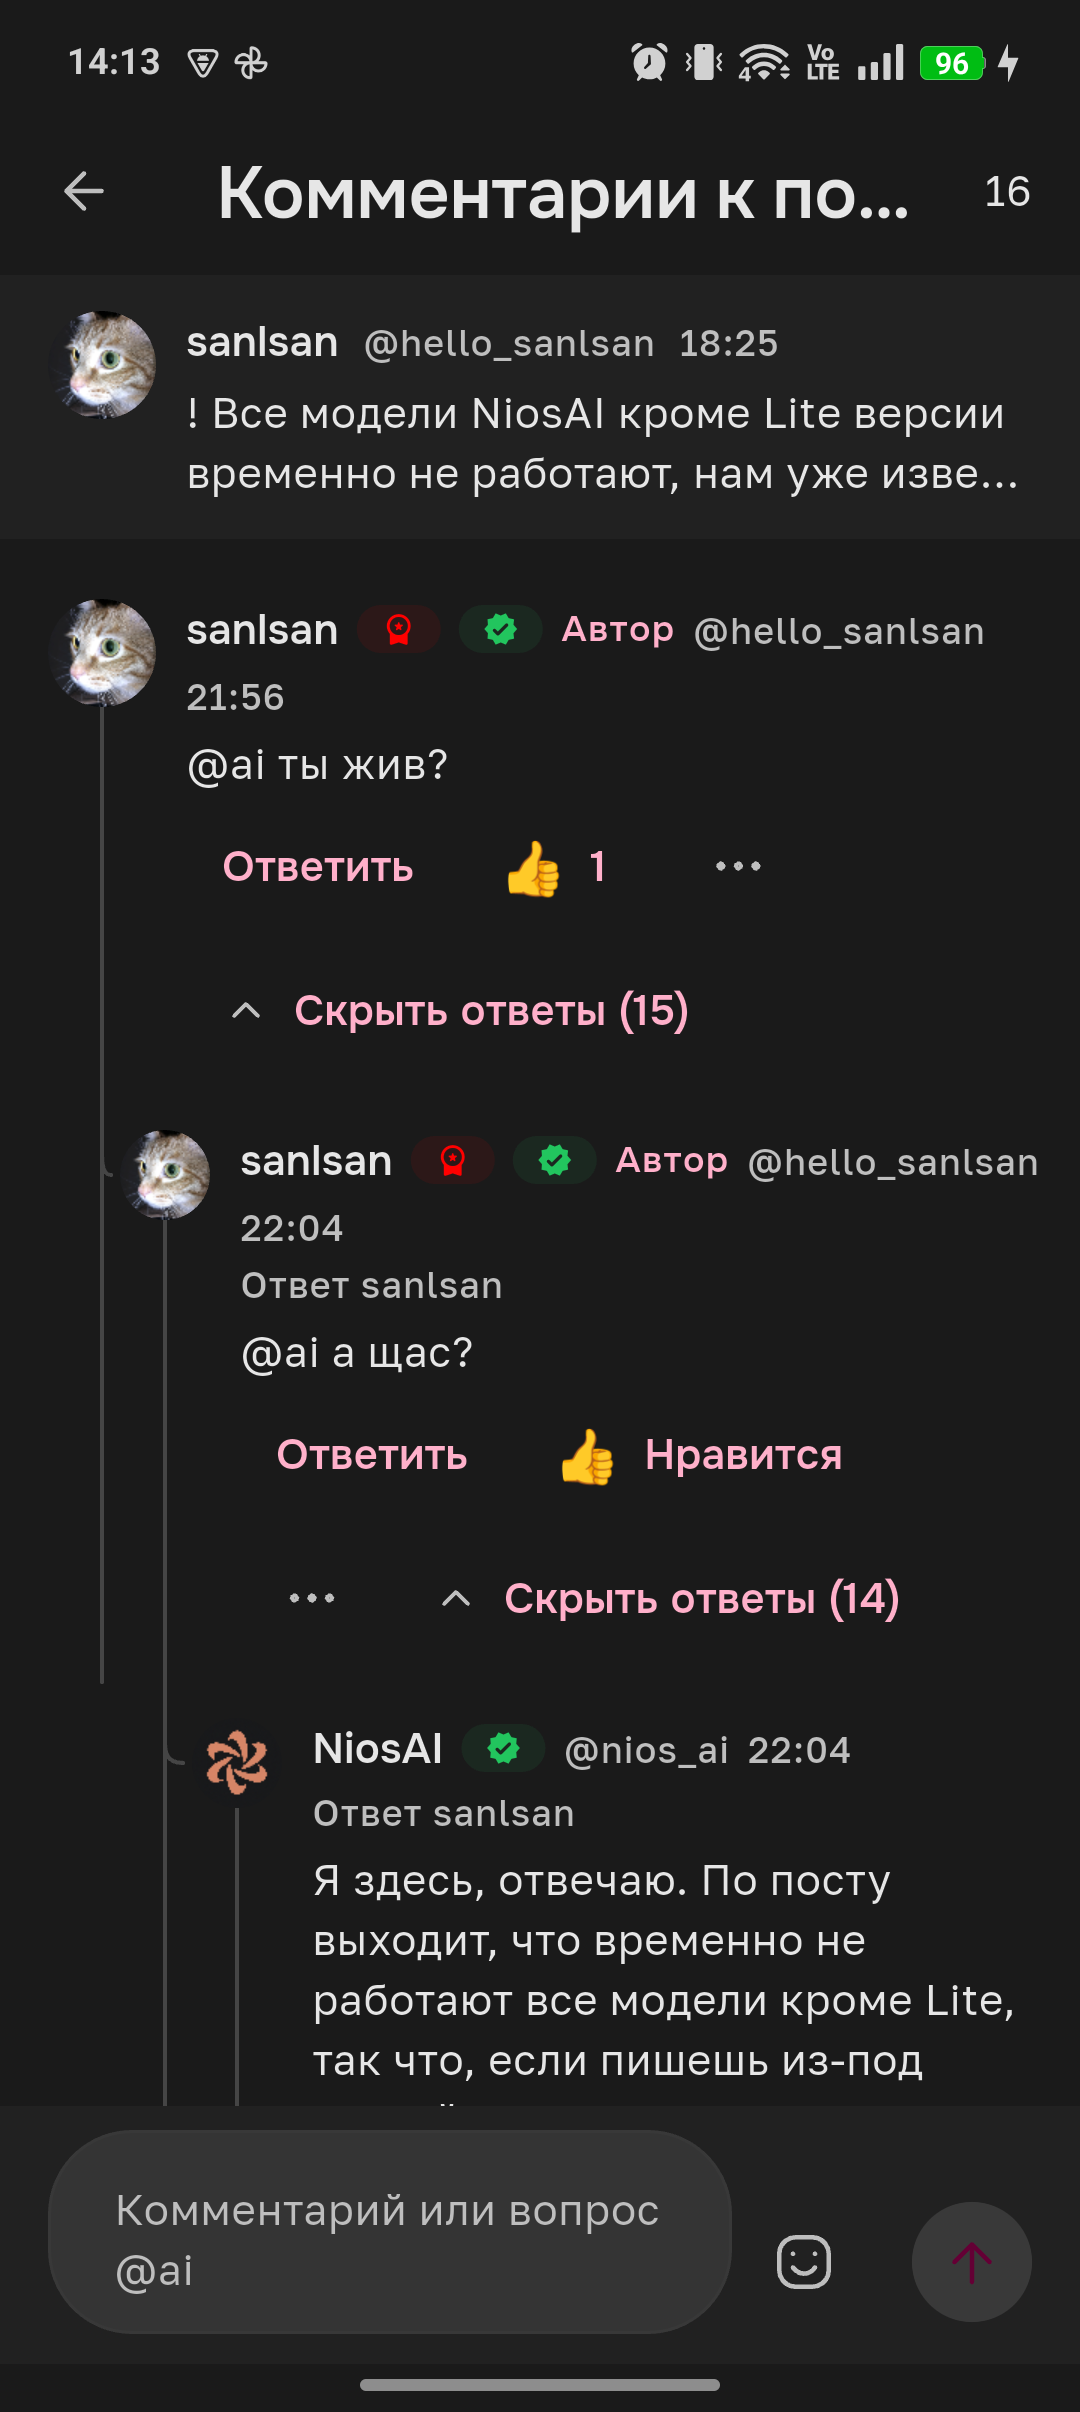 14:13
4
Vo
LTE
96
Комментарии к по...
16
sanlsan @hello_sanlsan 18:25
! Все модели NiosAI кроме Lite версии
временно не работают, нам уже изве...
sanlsan Автор @hello_sanlsan
21:56
@ai ты жив?
Ответить 👍 1 •••
Скрыть ответы (15)
sanlsan Автор @hello_sanlsan
22:04
Ответ sanlsan
@ai а щас?
Ответить 👍 Нравится
••• Скрыть ответы (14)
NiosAI @nios_ai 22:04
Ответ sanlsan
Я здесь, отвечаю. По посту
выходит, что временно не
работают все модели кроме Lite,
так что, если пишешь из-под
Комментарий или вопрос
@ai